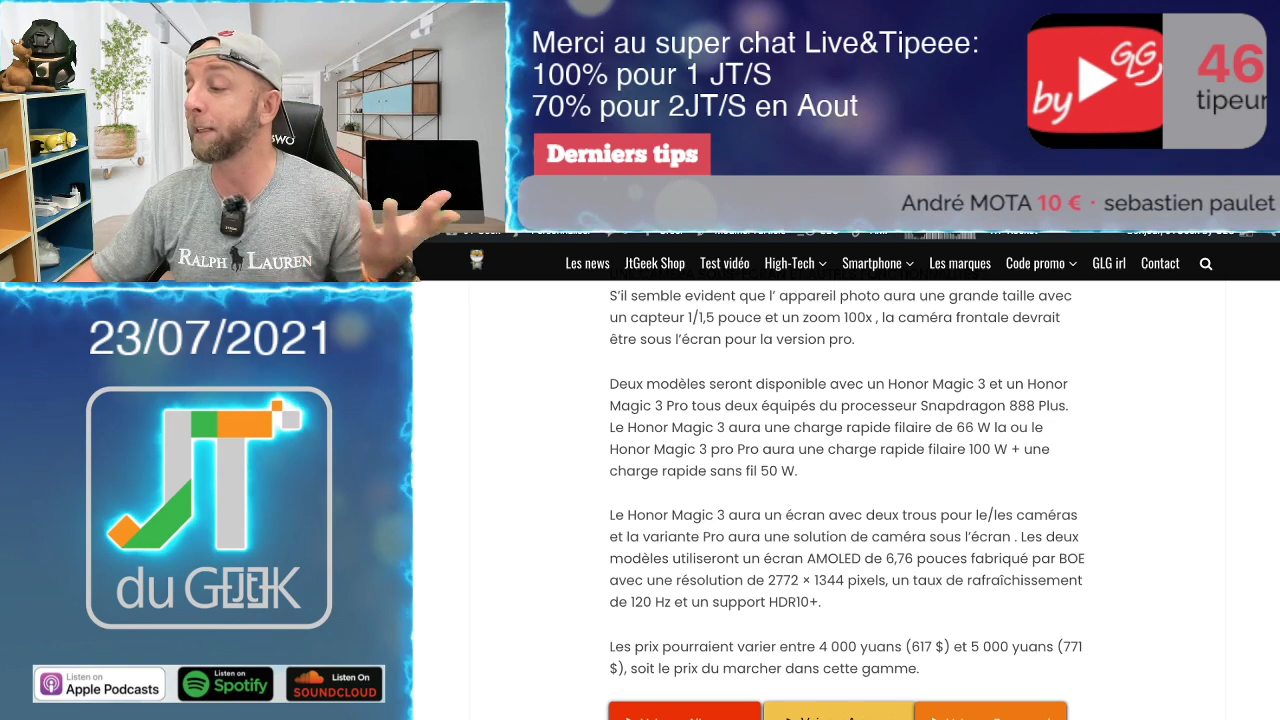 Merci au super chat Live&Tipeee:
100% pour 1 JT/S
70% pour 2JT/S en Aout
Derniers tips
by GLG
46
tipeur
André MOTA 10 € · sebastien paulet
RALPH LAUREN
Les news JtGeek Shop Test vidéo High-Tech Smartphone Les marques Code promo GLG irl Contact
S’il semble evident que l’ appareil photo aura une grande taille avec
un capteur 1/1,5 pouce et un zoom 100x , la caméra frontale devrait
être sous l’écran pour la version pro.
Deux modèles seront disponible avec un Honor Magic 3 et un Honor
Magic 3 Pro tous deux équipés du processeur Snapdragon 888 Plus.
Le Honor Magic 3 aura une charge rapide filaire de 66 W la ou le
Honor Magic 3 pro Pro aura une charge rapide filaire 100 W + une
charge rapide sans fil 50 W.
Le Honor Magic 3 aura un écran avec deux trous pour le/les caméras
et la variante Pro aura une solution de caméra sous l’écran . Les deux
modèles utiliseront un écran AMOLED de 6,76 pouces fabriqué par BOE
avec une résolution de 2772 × 1344 pixels, un taux de rafraîchissement
de 120 Hz et un support HDR10+.
Les prix pourraient varier entre 4 000 yuans (617 $) et 5 000 yuans (771
$), soit le prix du marcher dans cette gamme.
23/07/2021
JT
du GEEK
Listen on
Apple Podcasts
Listen on
Spotify
Listen On
SOUNDCLOUD